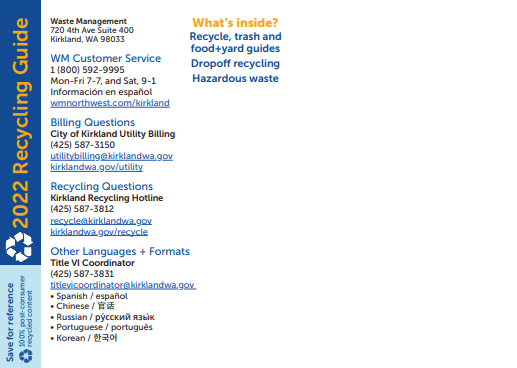 2022 Recycling Guide
Save for reference
100% post-consumer
recycled content
Waste Management
720 4th Ave Suite 400
Kirkland, WA 98033
WM Customer Service
1 (800) 592-9995
Mon-Fri 7-7, and Sat, 9-1
Información en español
wmnorthwest.com/kirkland
Billing Questions
City of Kirkland Utility Billing
(425) 587-3150
utilitybilling@kirklandwa.gov
kirklandwa.gov/utility
Recycling Questions
Kirkland Recycling Hotline
(425) 587-3812
recycle@kirklandwa.gov
kirklandwa.gov/recycle
Other Languages + Formats
Title VI Coordinator
(425) 587-3831
titlevicoordinator@kirklandwa.gov
• Spanish / español
• Chinese / 官话
• Russian / ру́сский язы́к
• Portuguese / português
• Korean / 한국어
What's inside?
Recycle, trash and
food+yard guides
Dropoff recycling
Hazardous waste